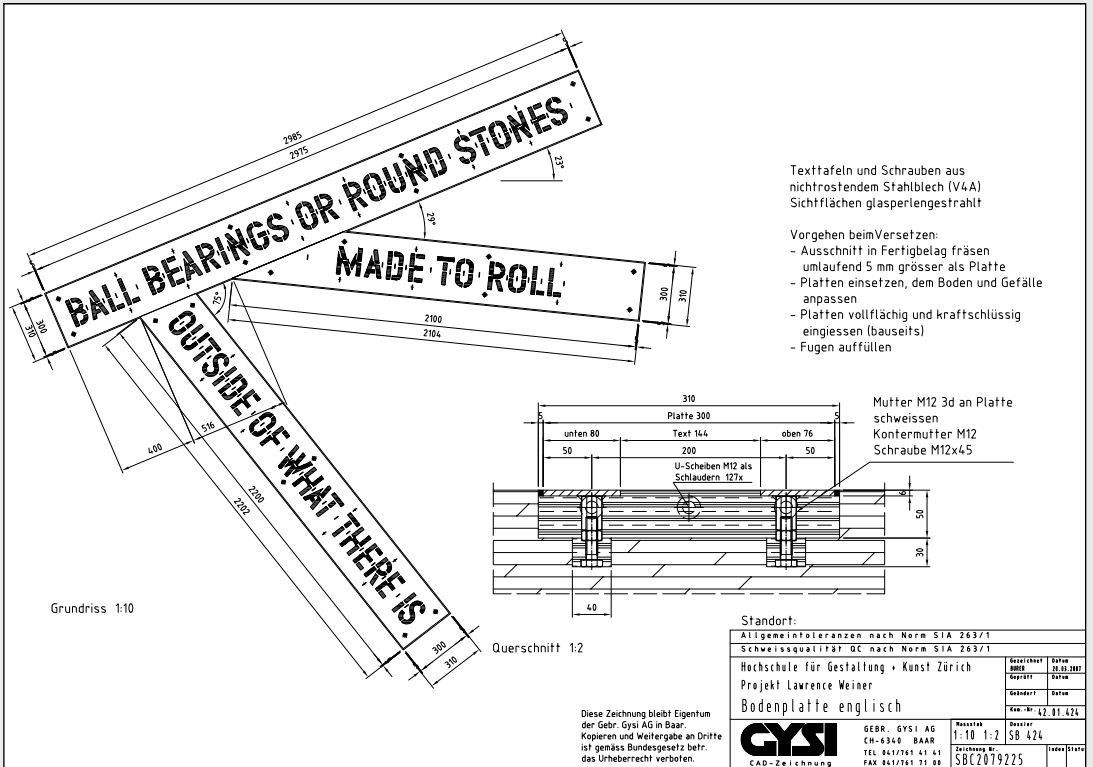 2985
2975
5
5
BALL BEARINGS OR ROUND STONES
23°
29°
MADE TO ROLL
300
310
2100
2104
300
310
75°
OUTSIDE OF WHAT THERE IS
400
516
2200
2202
300
310
Grundriss 1:10
Texttafeln und Schrauben aus
nichtrostendem Stahlblech (V4A)
Sichtflächen glasperlengestrahlt
Vorgehen beimVersetzen:
- Ausschnitt in Fertigbelag fräsen
umlaufend 5 mm grösser als Platte
- Platten einsetzen, dem Boden und Gefälle
anpassen
- Platten vollflächig und kraftschlüssig
eingiessen (bauseits)
- Fugen auffüllen
310
5
Platte 300
5
unten 80
Text 144
oben 76
50
200
50
U-Scheiben M12 als
Schlaudern 127x
Mutter M12 3d an Platte
schweissen
Kontermutter M12
Schraube M12x45
6
50
30
40
Querschnitt 1:2
Standort:
Allgemeintoleranzen nach Norm SIA 263/1
Schweissqualität QC nach Norm SIA 263/1
Hochschule für Gestaltung + Kunst Zürich
Projekt Lawrence Weiner
Bodenplatte englisch
Gezeichnet
BURER
Datum
20.03.2007
Geprüft
Datum
Geändert
Datum
Kom.-Nr.
42.01.424
Diese Zeichnung bleibt Eigentum
der Gebr. Gysi AG in Baar.
Kopieren und Weitergabe an Dritte
ist gemäss Bundesgesetz betr.
das Urheberrecht verboten.
GYSI
CAD-Zeichnung
GEBR. GYSI AG
CH-6340 BAAR
TEL 041/761 41 41
FAX 041/761 71 00
Massstab
1:10 1:2
Dossier
SB 424
Zeichnung Nr.
SBC2079225
Index
Status